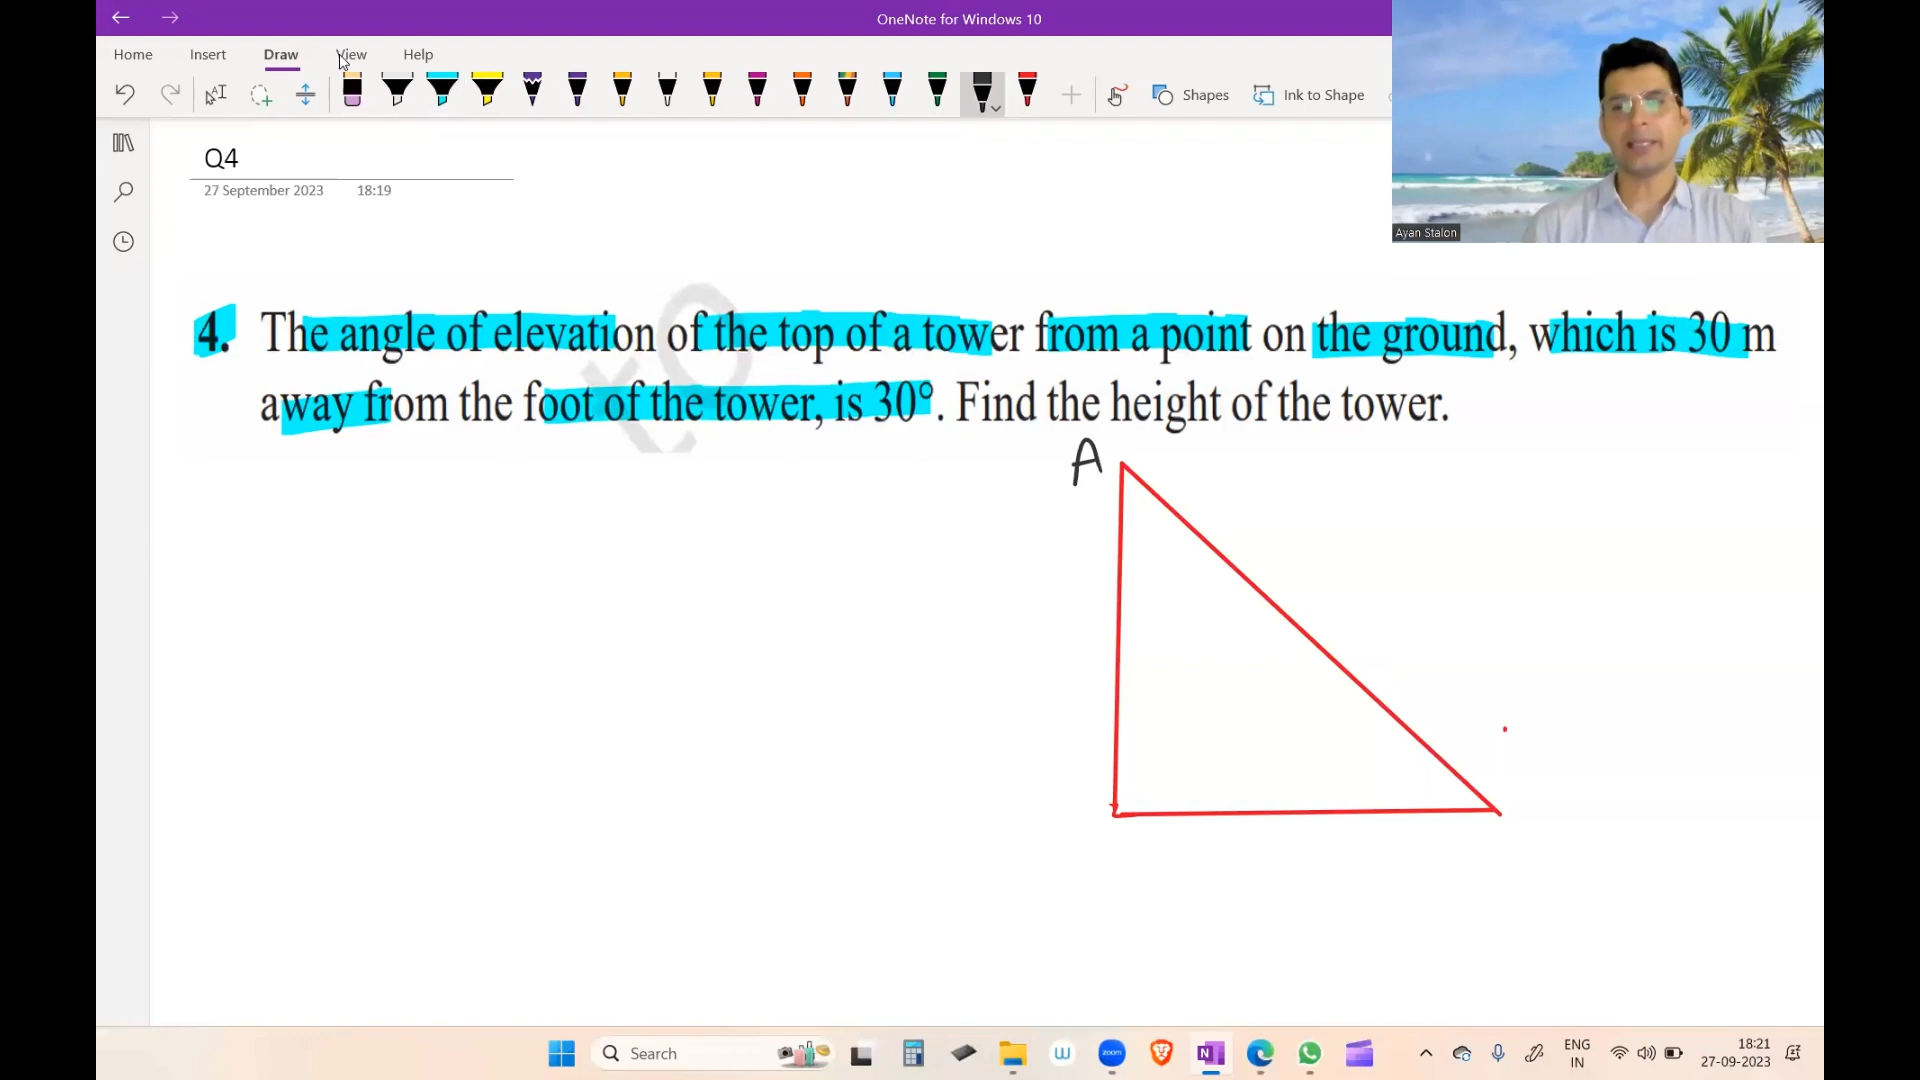 OneNote for Windows 10
Home Insert Draw View Help
Shapes Ink to Shape
Q4
27 September 2023 18:19
Ayan Stalon
4. The angle of elevation of the top of a tower from a point on the ground, which is 30 m
away from the foot of the tower, is 30°. Find the height of the tower.
to
A
Search
zoom
ENG
IN
18:21
27-09-2023